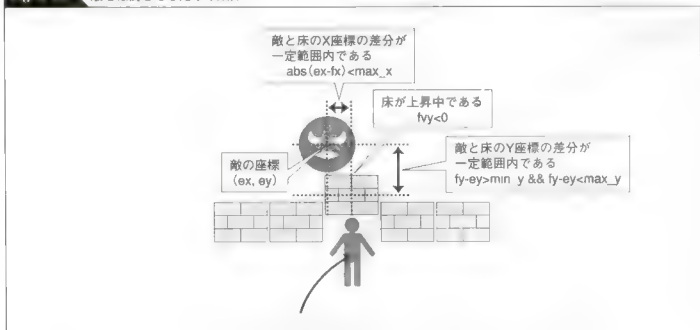 敵と床のX座標の差分が
一定範囲内である
abs(ex-fx)<max_x
床が上昇中である
fvy<0
敵の座標
(ex, ey)
敵と床のY座標の差分が
一定範囲内である
fy-ey>min_y && fy-ey<max_y